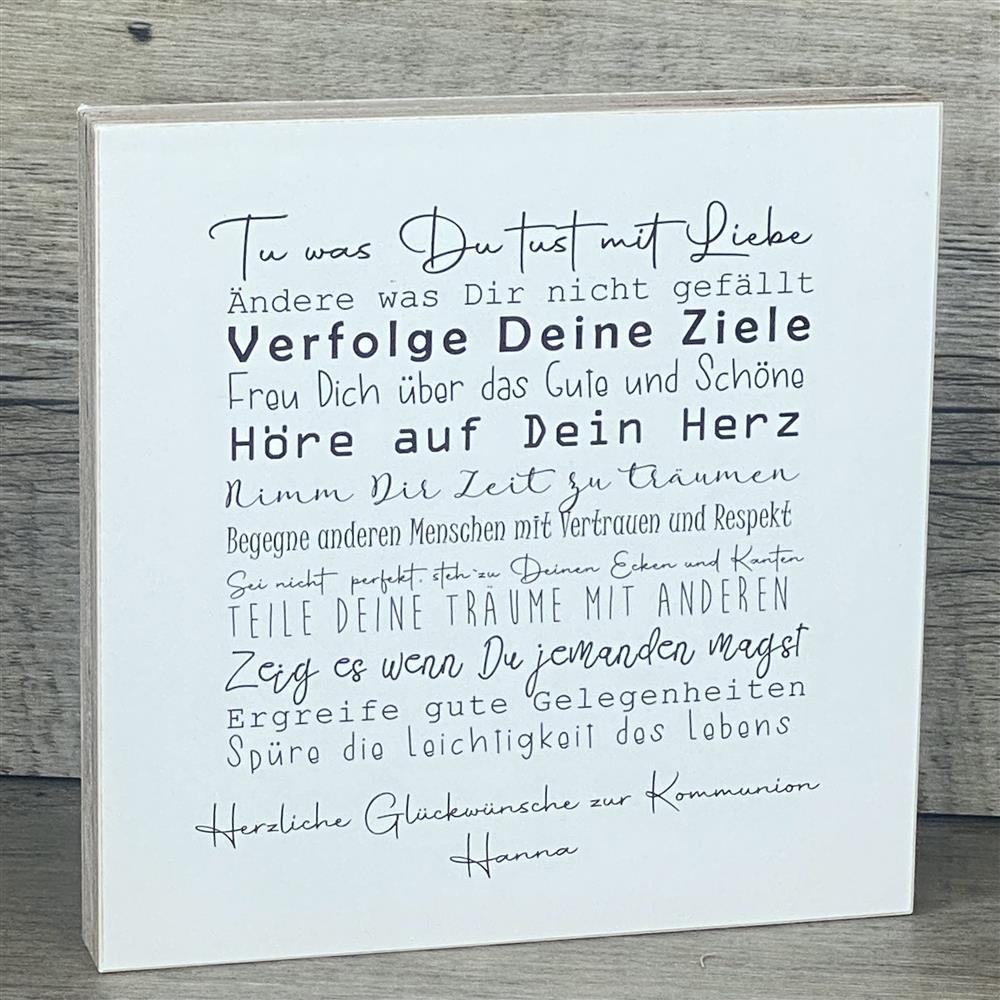 Tu was Du tust mit Liebe
Ändere was Dir nicht gefällt
Verfolge Deine Ziele
Freu Dich über das Gute und Schöne
Höre auf Dein Herz
Nimm Dir Zeit zu träumen
Begegne anderen Menschen mit Vertrauen und Respekt
Sei nicht perfekt, steh zu Deinen Ecken und Kanten
TEILE DEINE TRÄUME MIT ANDEREN
Zeig es wenn Du jemanden magst
Ergreife gute Gelegenheiten
Spüre die Leichtigkeit des Lebens
Herzliche Glückwünsche zur Kommunion
Hanna